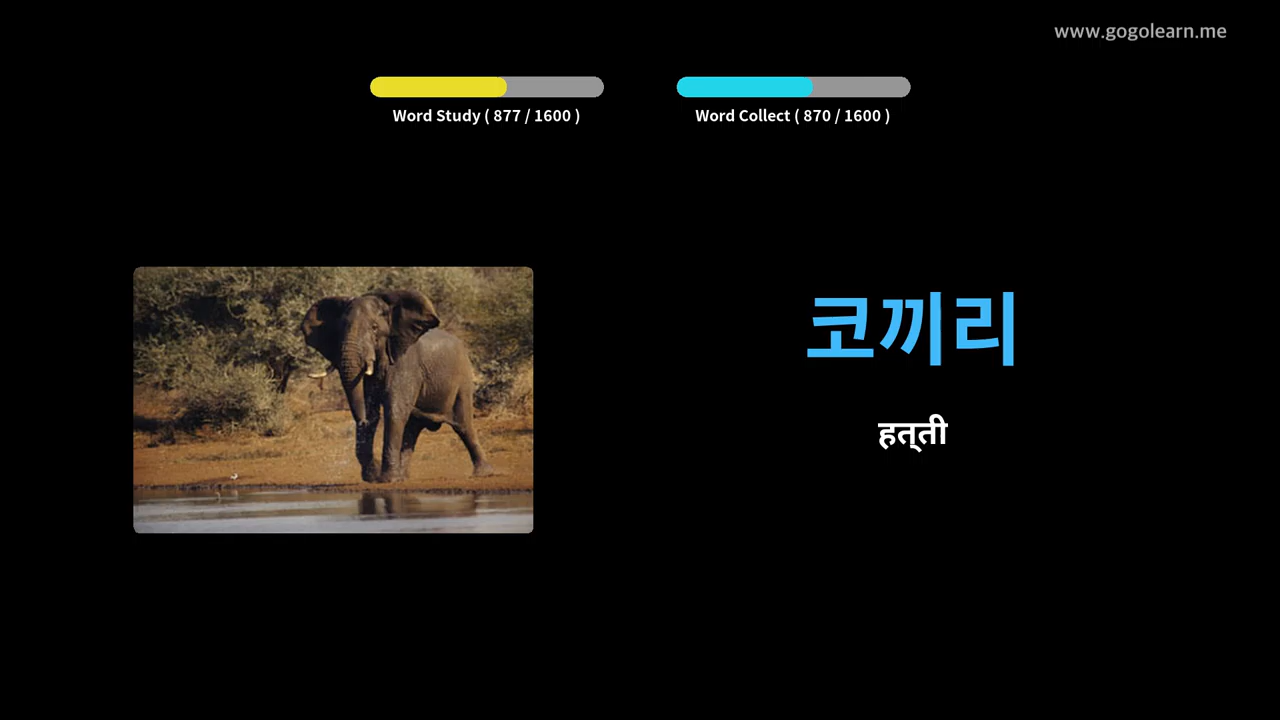 www.gogolearn.me
Word Study ( 877 / 1600 )
Word Collect ( 870 / 1600 )
코끼리
हत्‌ती